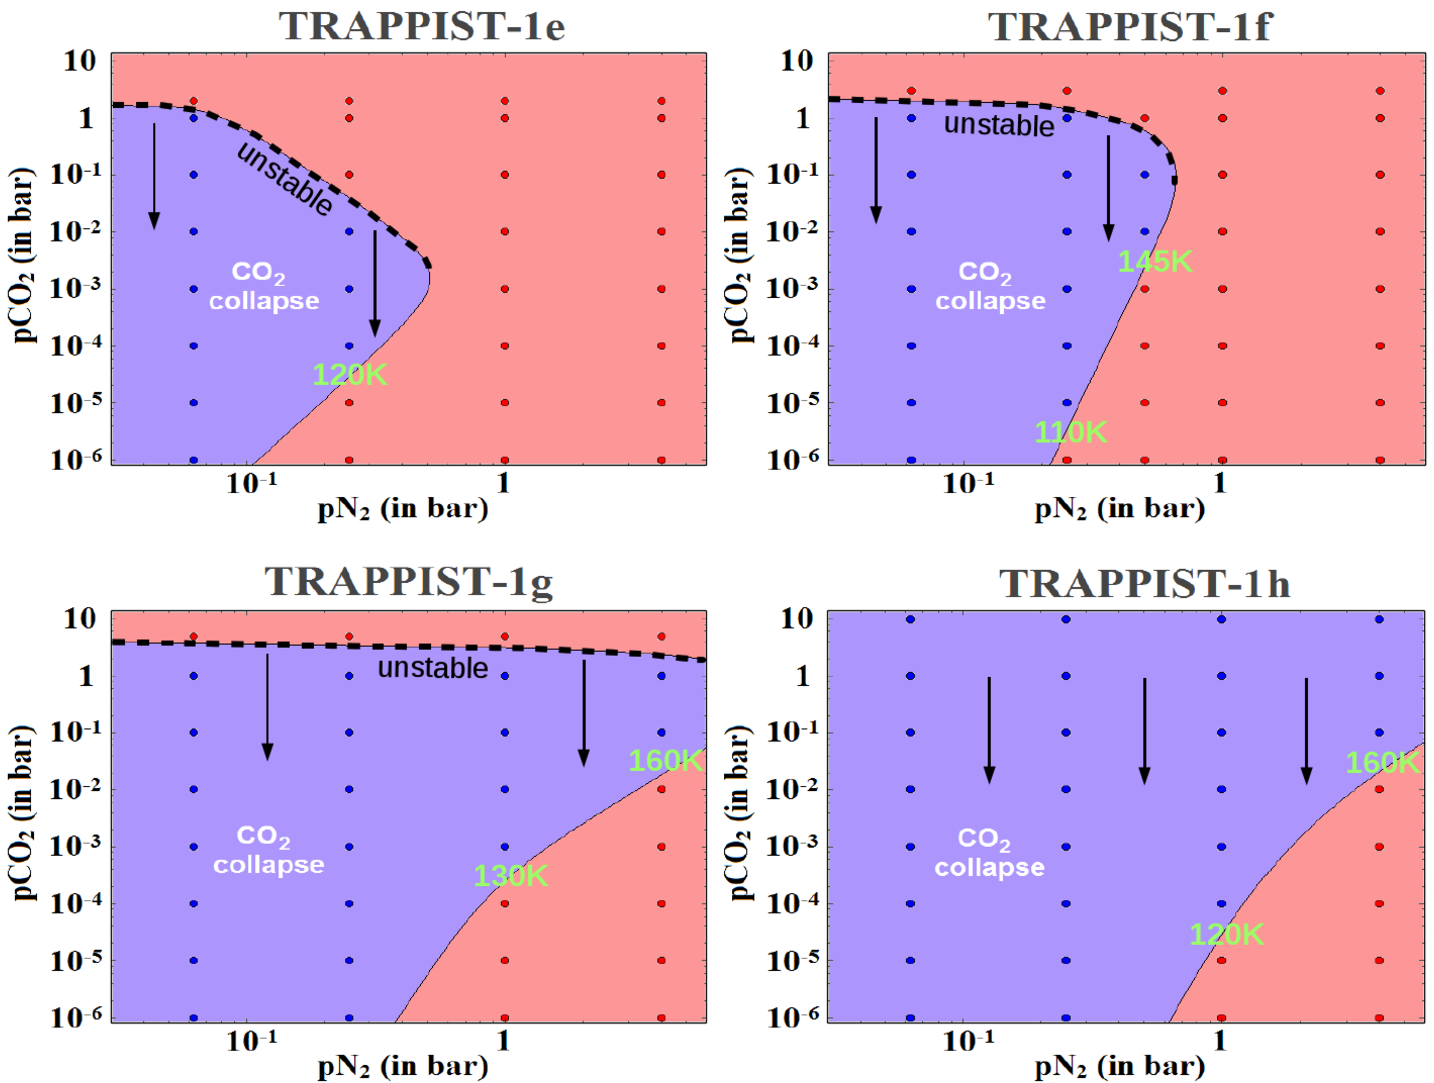 TRAPPIST-1e
10
1
10⁻¹
10⁻²
10⁻³
10⁻⁴
10⁻⁵
10⁻⁶
pCO₂ (in bar)
unstable
CO₂
collapse
120K
10⁻¹
1
pN₂ (in bar)
TRAPPIST-1f
10
1
10⁻¹
10⁻²
10⁻³
10⁻⁴
10⁻⁵
10⁻⁶
pCO₂ (in bar)
unstable
145K
CO₂
collapse
110K
10⁻¹
1
pN₂ (in bar)
TRAPPIST-1g
10
1
10⁻¹
10⁻²
10⁻³
10⁻⁴
10⁻⁵
10⁻⁶
pCO₂ (in bar)
unstable
160K
CO₂
collapse
130K
10⁻¹
1
pN₂ (in bar)
TRAPPIST-1h
10
1
10⁻¹
10⁻²
10⁻³
10⁻⁴
10⁻⁵
10⁻⁶
pCO₂ (in bar)
160K
CO₂
collapse
120K
10⁻¹
1
pN₂ (in bar)